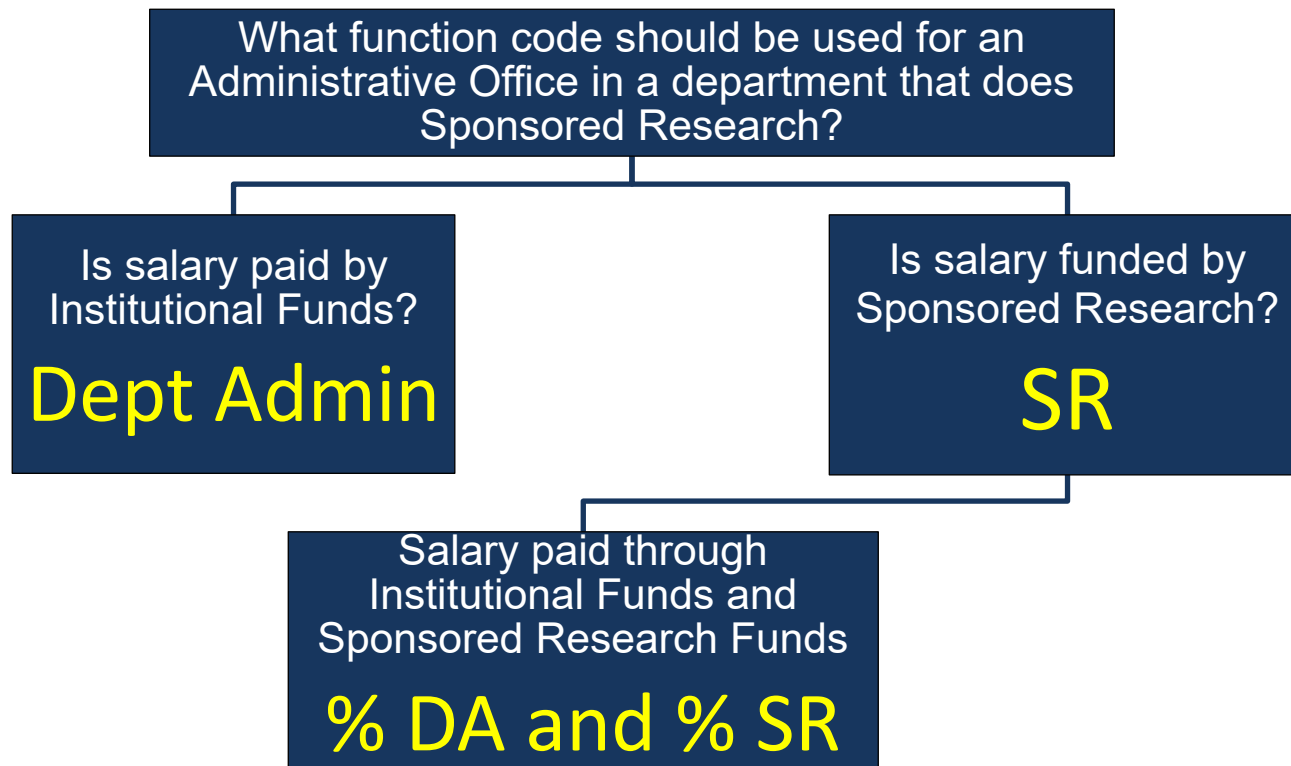 What function code should be used for an
Administrative Office in a department that does
Sponsored Research?
Is salary paid by
Institutional Funds?
Dept Admin
Is salary funded by
Sponsored Research?
SR
Salary paid through
Institutional Funds and
Sponsored Research Funds
% DA and % SR